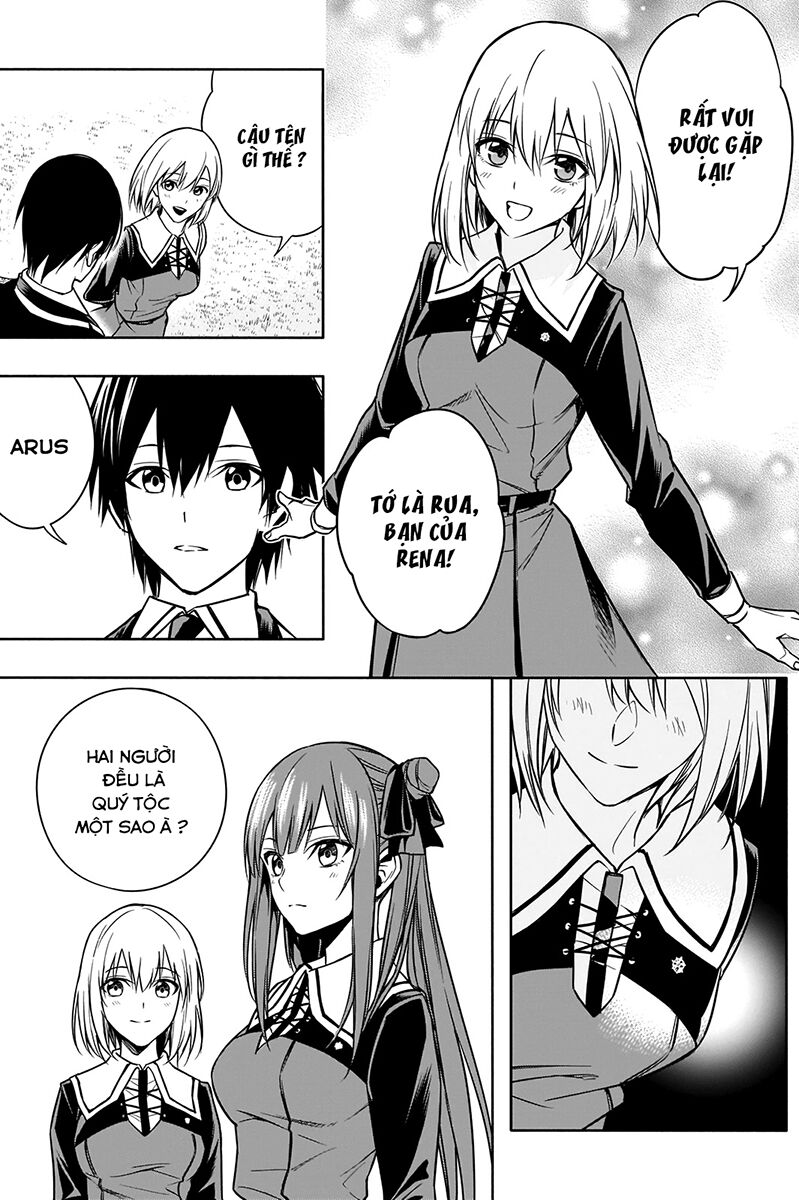 RẤT VUI
ĐƯỢC GẶP
LẠI!
TỚ LÀ RUA,
BẠN CỦA
RENA!
CẬU TÊN
GÌ THẾ ?
ARUS
HAI NGƯỜI
ĐỀU LÀ
QUÝ TỘC
MỘT SAO À ?